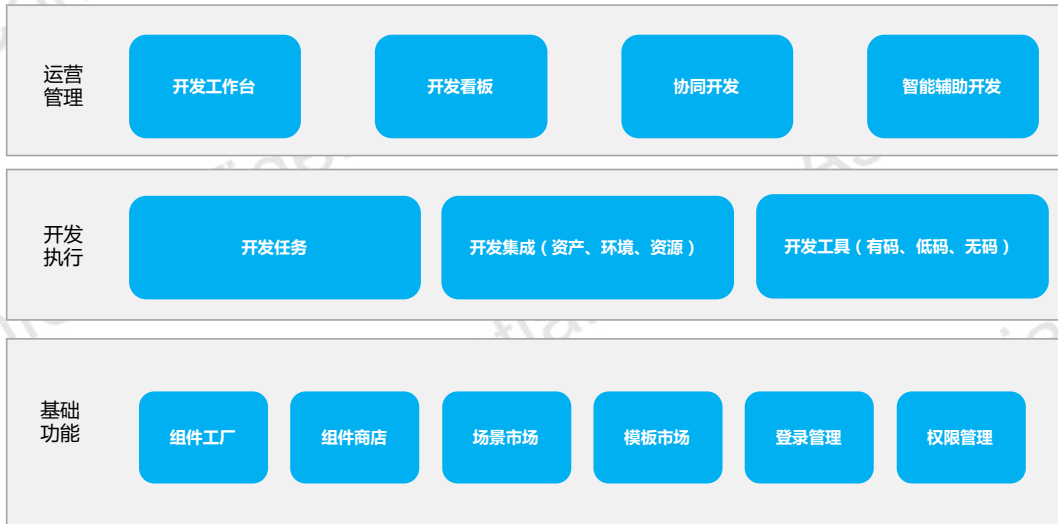 运营
管理
开发工作台
开发看板
协同开发
智能辅助开发
开发
执行
开发任务
开发集成（资产、环境、资源）
开发工具（有码、低码、无码）
基础
功能
组件工厂
组件商店
场景市场
模板市场
登录管理
权限管理